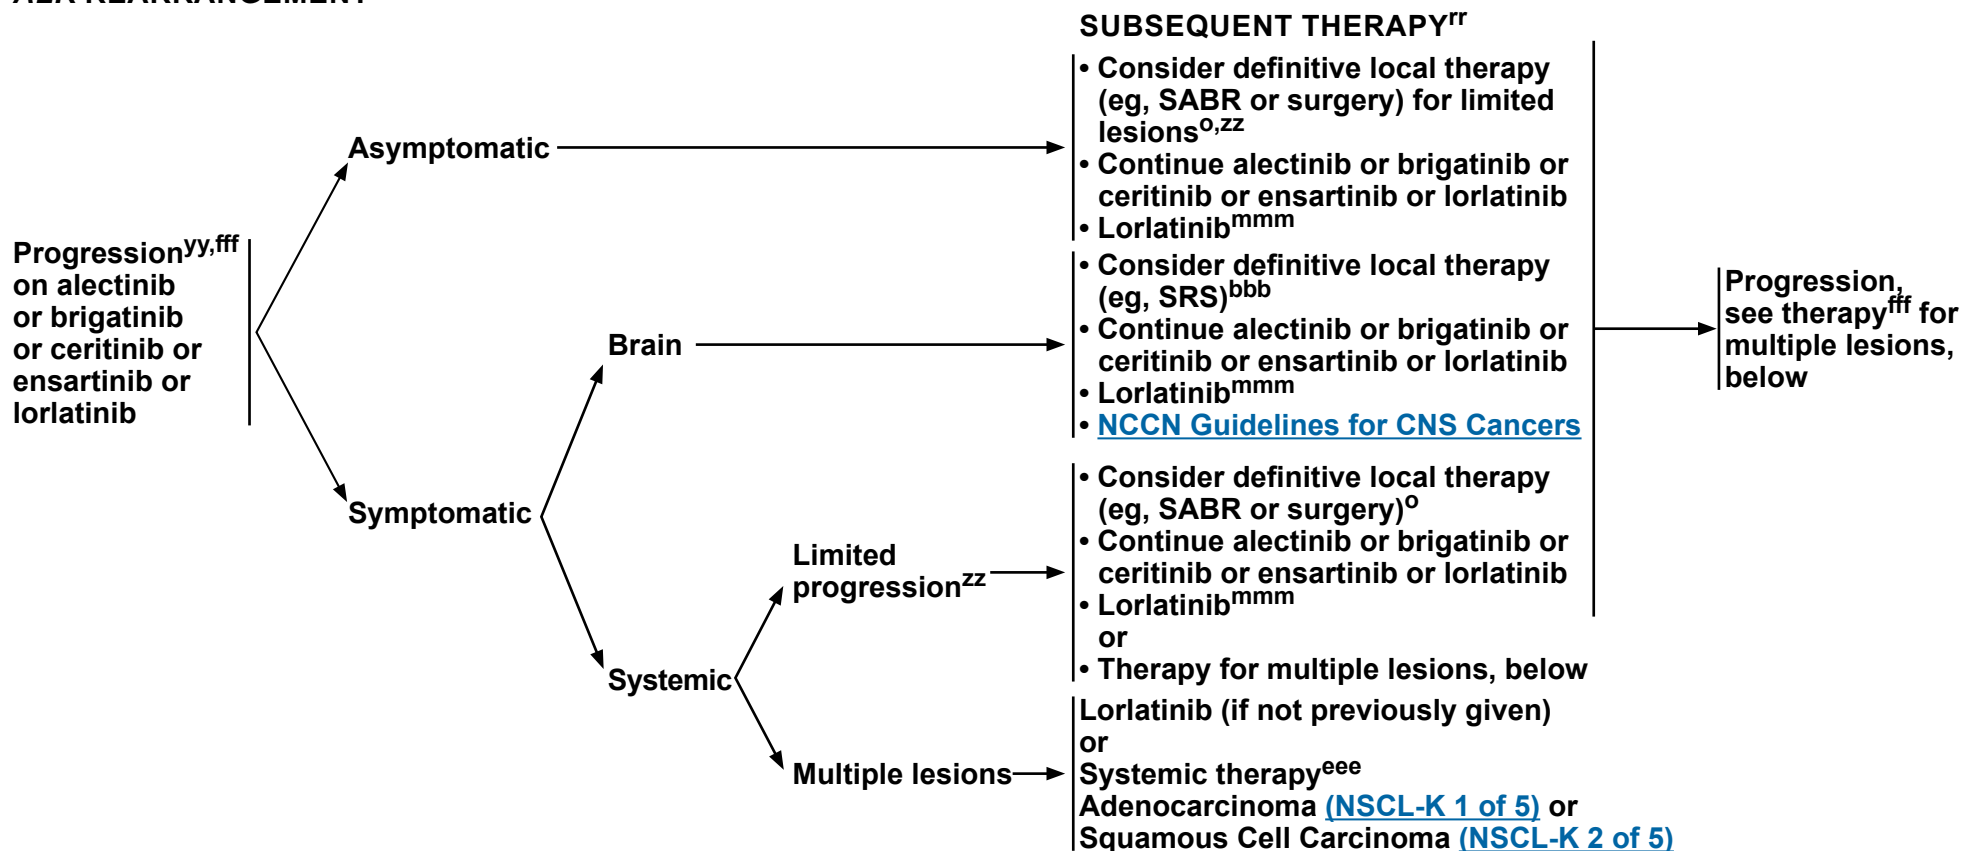 ALK REARRANGEMENT
SUBSEQUENT THERAPYrr
Progressionyy,fff
on alectinib
or brigatinib
or ceritinib or
ensartinib or
lorlatinib
Asymptomatic
• Consider definitive local therapy
(eg, SABR or surgery) for limited
lesionso,zz
• Continue alectinib or brigatinib or
ceritinib or ensartinib or lorlatinib
• Lorlatinibmmm
Symptomatic
Brain
• Consider definitive local therapy
(eg, SRS)bbb
• Continue alectinib or brigatinib or
ceritinib or ensartinib or lorlatinib
• Lorlatinibmmm
• NCCN Guidelines for CNS Cancers
Systemic
Limited
progressionzz
• Consider definitive local therapy
(eg, SABR or surgery)o
• Continue alectinib or brigatinib or
ceritinib or ensartinib or lorlatinib
• Lorlatinibmmm
or
• Therapy for multiple lesions, below
Multiple lesions
Lorlatinib (if not previously given)
or
Systemic therapyeee
Adenocarcinoma (NSCL-K 1 of 5) or
Squamous Cell Carcinoma (NSCL-K 2 of 5)
Progression,
see therapyfff for
multiple lesions,
below